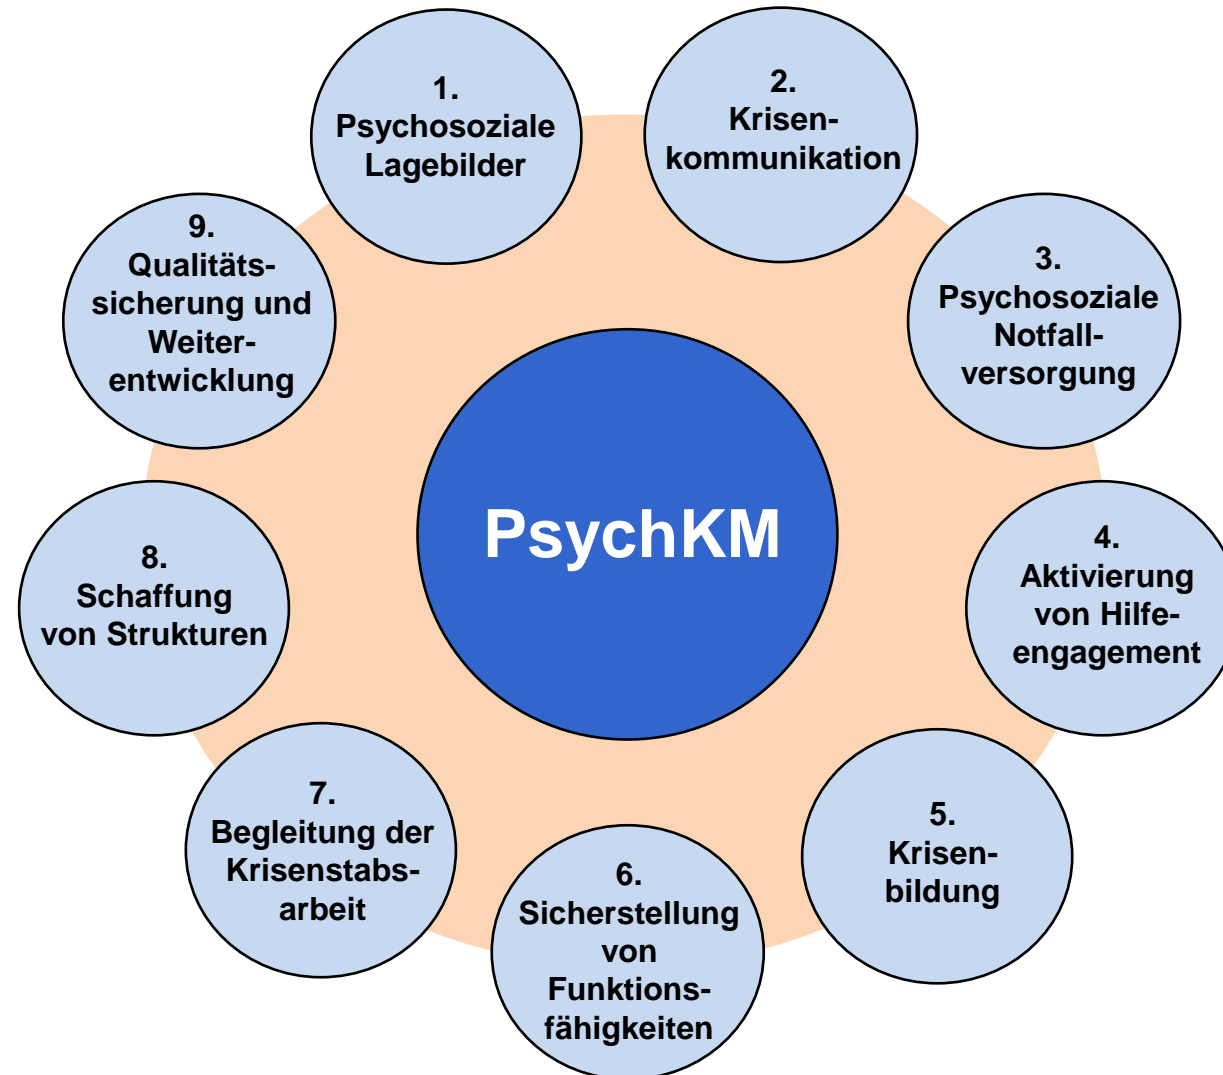 1.
Psychosoziale
Lagebilder
2.
Krisen-
kommunikation
3.
Psychosoziale
Notfall-
versorgung
4.
Aktivierung
von Hilfe-
engagement
5.
Krisen-
bildung
6.
Sicherstellung
von
Funktions-
fähigkeiten
7.
Begleitung der
Krisenstabs-
arbeit
8.
Schaffung
von Strukturen
9.
Qualitäts-
sicherung und
Weiter-
entwicklung
PsychKM